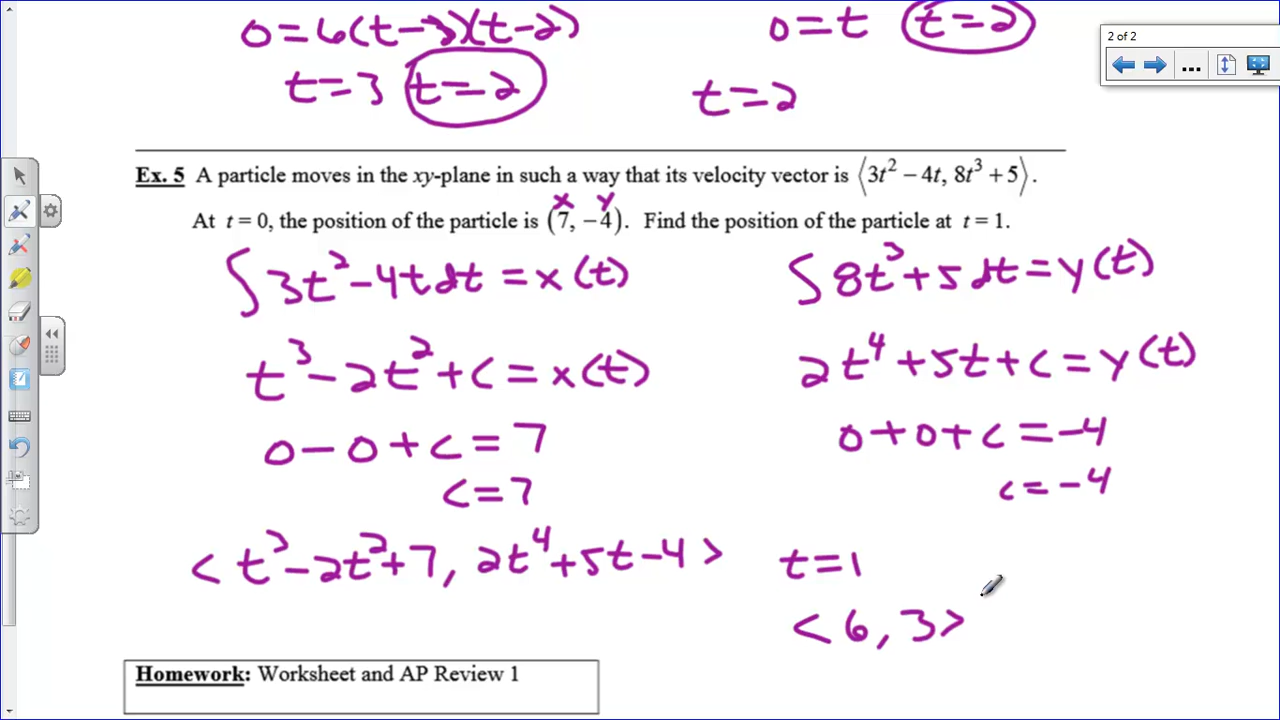 0=6(t-3)(t-2)
0=t t=2
t=3 t=2
t=2
2 of 2
...
Ex. 5 A particle moves in the xy-plane in such a way that its velocity vector is ⟨3t² – 4t, 8t³ + 5⟩.
x y
At t = 0, the position of the particle is (7, –4). Find the position of the particle at t = 1.
∫3t²-4t dt = x(t)
∫8t³+5 dt = y(t)
t³-2t²+c=x(t)
2t⁴+5t+c=y(t)
0-0+c=7
0+0+c=-4
c=7
c=-4
<t³-2t²+7, 2t⁴+5t-4>
t=1
<6,3>
Homework: Worksheet and AP Review 1